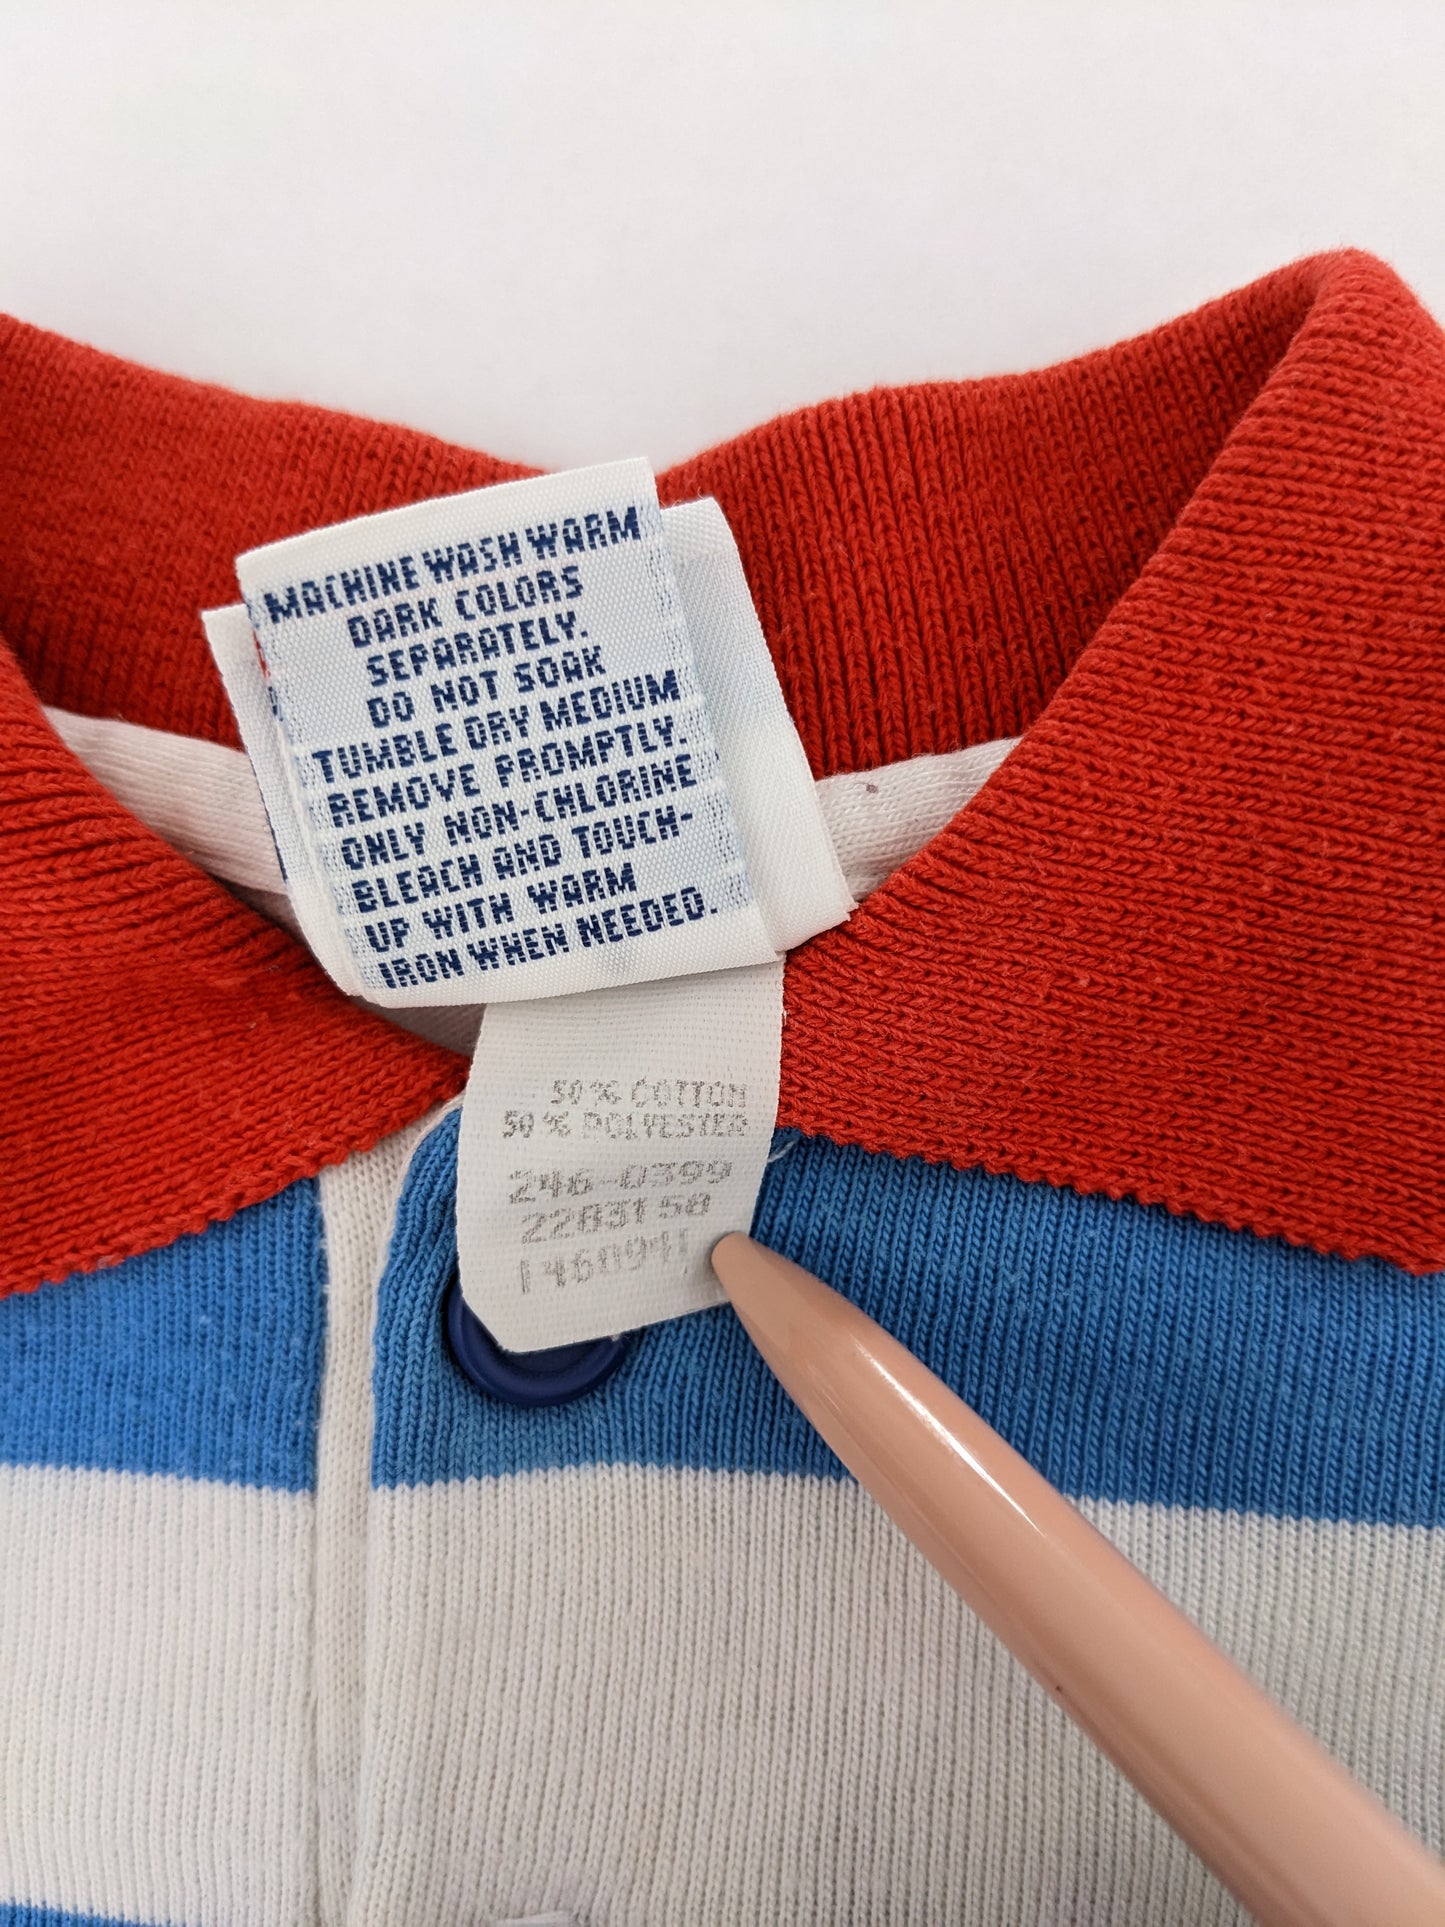 MACHINE WASH WARM
DARK COLORS
SEPARATELY.
DO NOT SOAK
TUMBLE DRY MEDIUM
REMOVE PROMPTLY.
ONLY NON-CHLORINE
BLEACH AND TOUCH-
UP WITH WARM
IRON WHEN NEEDED.
50% COTTON
50% POLYESTER
246-0399
2283158